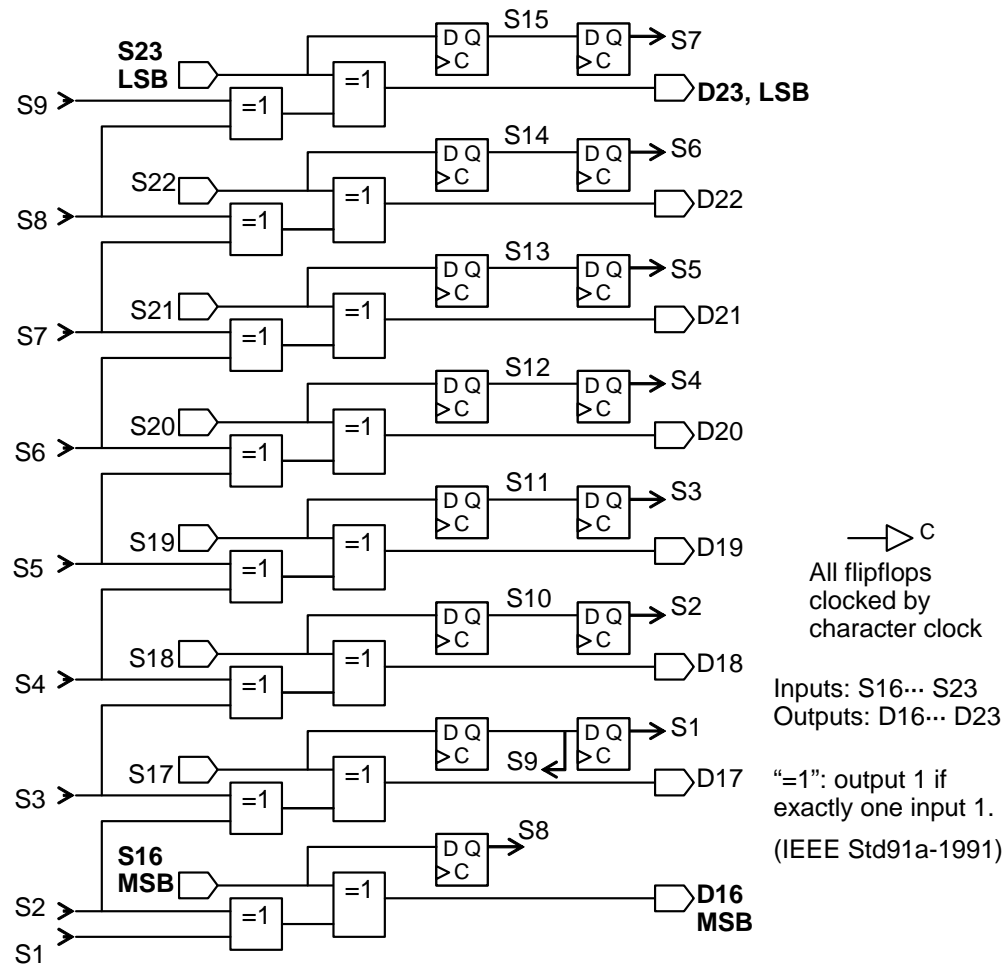 S15
D Q
C
D Q
C
S7
S23
LSB
=1
D23, LSB
S9
=1
S14
D Q
C
D Q
C
S6
S22
=1
D22
S8
=1
S13
D Q
C
D Q
C
S5
S21
=1
D21
S7
=1
S12
D Q
C
D Q
C
S4
S20
=1
D20
S6
=1
S11
D Q
C
D Q
C
S3
S19
=1
D19
S5
=1
S10
D Q
C
D Q
C
S2
S18
=1
D18
S4
=1
D Q
C
D Q
C
S1
S9
S17
=1
D17
S3
=1
S8
D Q
C
S16
MSB
=1
D16
MSB
S2
=1
S1
C
All flipflops
clocked by
character clock
Inputs: S16··· S23
Outputs: D16··· D23
“=1”: output 1 if
exactly one input 1.
(IEEE Std91a-1991)